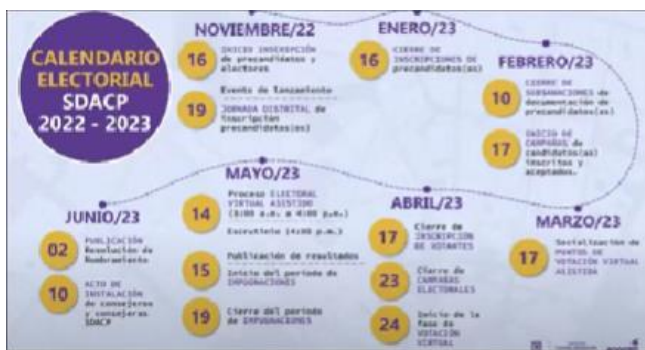 CALENDARIO
ELECTORIAL
SDACP
2022 - 2023
NOVIEMBRE/22
16
INICIO INSCRIPCIÓN
de precandidatos y
electores
Evento de lanzamiento
19
JORNADA DISTRITAL de
inscripción
precandidatos(as)
ENERO/23
16
CIERRE DE
INSCRIPCIONES DE
precandidatos(as)
FEBRERO/23
10
CIERRE DE
SUBSANACIONES de
documentación de
precandidatos(as)
17
INICIO DE
CAMPAÑAS de
candidatos(as)
inscritos y
aceptados.
MARZO/23
17
Socialización de
PUNTOS DE
VOTACIÓN VIRTUAL
ASISTIDA
ABRIL/23
17
Cierre de
INSCRIPCIÓN
DE VOTANTES
23
Cierre de
CAMPAÑAS
ELECTORALES
24
Inicio de la
fase de
VOTACIÓN
VIRTUAL
MAYO/23
14
Proceso ELECTORAL
VIRTUAL ASISTIDO
(8:00 a.m. a 4:00 p.m.)
Escrutinio (4:00 p.m.)
15
Publicación de resultados
Inicio del periodo de
IMPUGNACIONES
19
Cierre del periodo
de IMPUGNACIONES
JUNIO/23
02
PUBLICACIÓN
Resolución de
Nombramiento
10
ACTO DE
INSTALACIÓN
de consejeros
y consejeras
SDACP